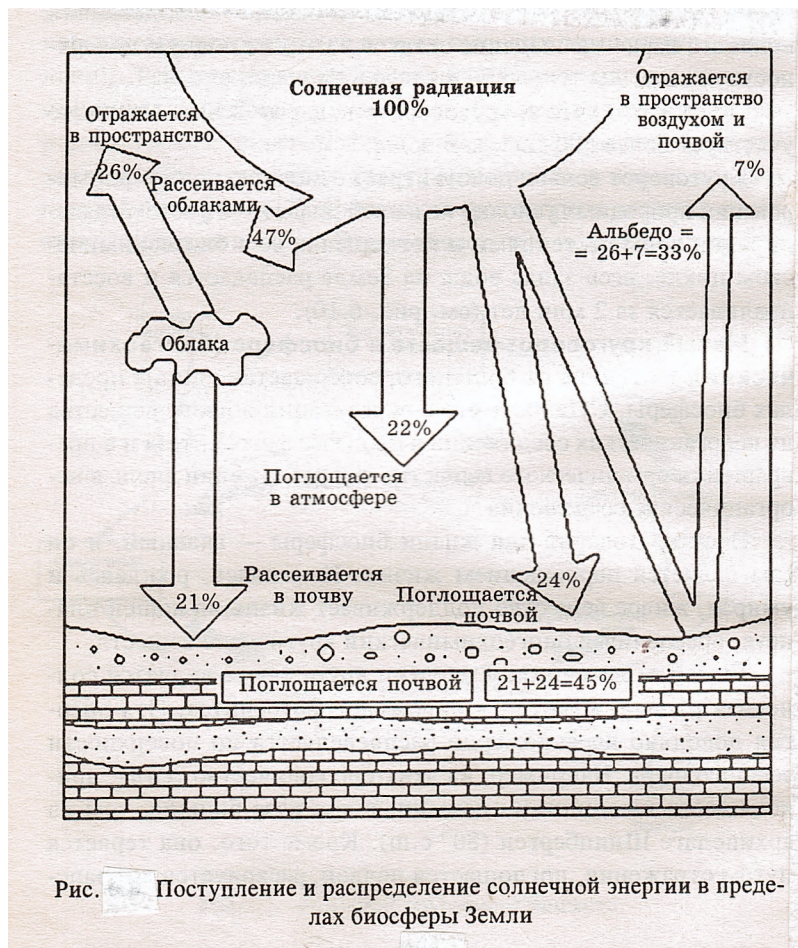 Солнечная радиация
100%
Отражается
в пространство
воздухом и
почвой
7%
Отражается
в пространство
26%
Рассеивается
облаками
47%
Альбедо =
= 26+7=33%
Облака
22%
Поглощается
в атмосфере
21%
Рассеивается
в почву
Поглощается
почвой
24%
Поглощается почвой
21+24=45%
Рис. Поступление и распределение солнечной энергии в преде-
лах биосферы Земли